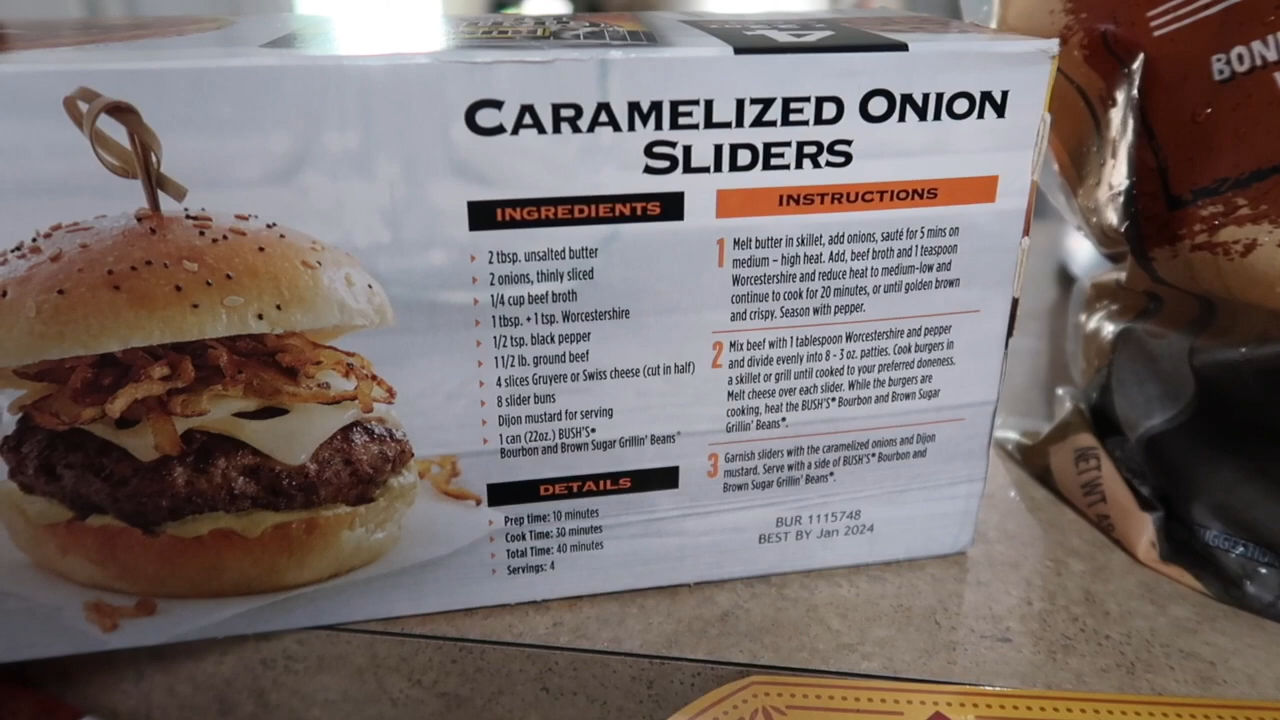 4
CARAMELIZED ONION
SLIDERS
INGREDIENTS
2 tbsp. unsalted butter
2 onions, thinly sliced
1/4 cup beef broth
1 tbsp. + 1 tsp. Worcestershire
1/2 tsp. black pepper
1 1/2 lb. ground beef
4 slices Gruyere or Swiss cheese (cut in half)
8 slider buns
Dijon mustard for serving
1 can (22oz.) BUSH'S®
Bourbon and Brown Sugar Grillin' Beans®
DETAILS
Prep time: 10 minutes
Cook Time: 30 minutes
Total Time: 40 minutes
Servings: 4
INSTRUCTIONS
1 Melt butter in skillet, add onions, sauté for 5 mins on
medium – high heat. Add, beef broth and 1 teaspoon
Worcestershire and reduce heat to medium-low and
continue to cook for 20 minutes, or until golden brown
and crispy. Season with pepper.
2 Mix beef with 1 tablespoon Worcestershire and pepper
and divide evenly into 8 - 3 oz. patties. Cook burgers in
a skillet or grill until cooked to your preferred doneness.
Melt cheese over each slider. While the burgers are
cooking, heat the BUSH'S® Bourbon and Brown Sugar
Grillin' Beans®.
3 Garnish sliders with the caramelized onions and Dijon
mustard. Serve with a side of BUSH'S® Bourbon and
Brown Sugar Grillin' Beans®.
BUR 1115748
BEST BY Jan 2024
BON
NET WT 48